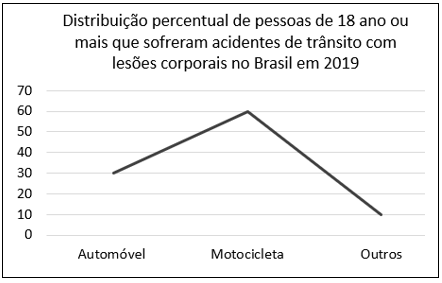 Distribuição percentual de pessoas de 18 ano ou
mais que sofreram acidentes de trânsito com
lesões corporais no Brasil em 2019
70
60
50
40
30
20
10
0
Automóvel Motocicleta Outros